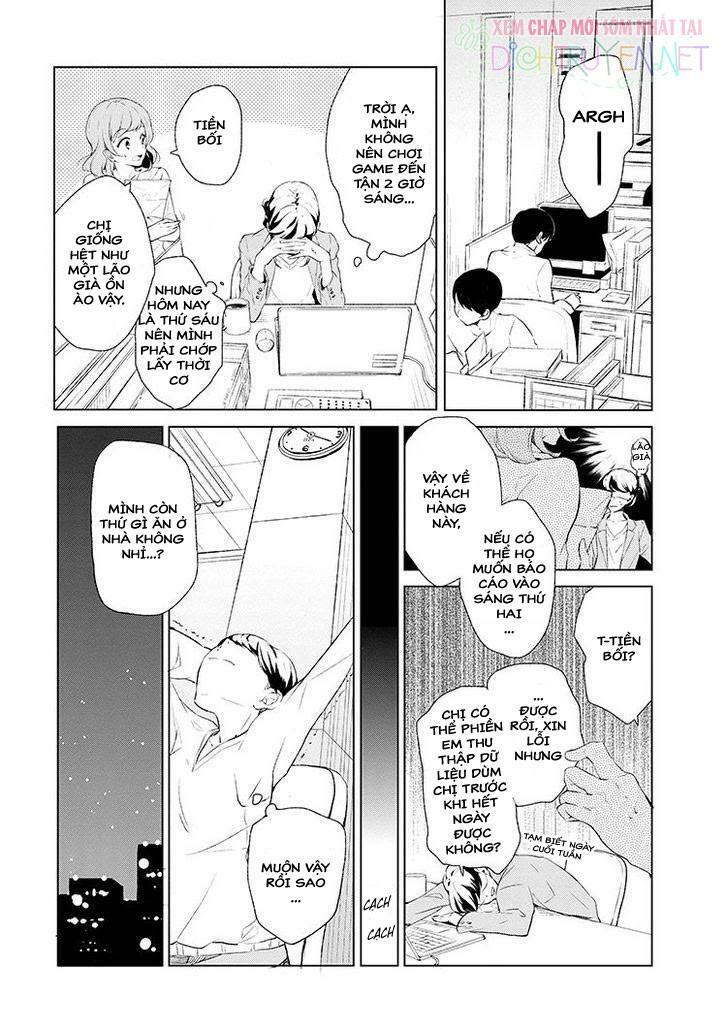 XEM CHAP MỚI SỚM NHẤT TẠI
DICHTRUYEN.NET
ARGH
TRỜI Ạ,
MÌNH
KHÔNG
NÊN CHƠI
GAME ĐẾN
TẬN 2 GIỜ
SÁNG...
NHƯNG
HÔM NAY
LÀ THỨ SÁU
NÊN MÌNH
PHẢI CHỚP
LẤY THỜI
CƠ
TIỀN
BỐI
CHỊ
GIỐNG
HỆT NHƯ
MỘT LÃO
GIÀ ỒN
ÀO VẬY.
LÃO
GIÀ
...
VẬY VỀ
KHÁCH
HÀNG
NÀY,
NẾU CÓ
THỂ HỌ
MUỐN BÁO
CÁO VÀO
SÁNG THỨ
HAI
...
T-TIỀN
BỐI?
...
ĐƯỢC
RỒI, XIN
LỖI
NHƯNG
CHỊ CÓ
THỂ PHIỀN
EM THU
THẬP DỮ
LIỆU DÙM
CHỊ TRƯỚC
KHI HẾT
NGÀY
ĐƯỢC
KHÔNG?
TẠM BIẾT NGÀY
CUỐI TUẦN
CẠCH
CẠCH
MUỘN VẬY
RỒI SAO
...
MÌNH CÒN
THỨ GÌ ĂN Ở
NHÀ KHÔNG
NHỈ...?